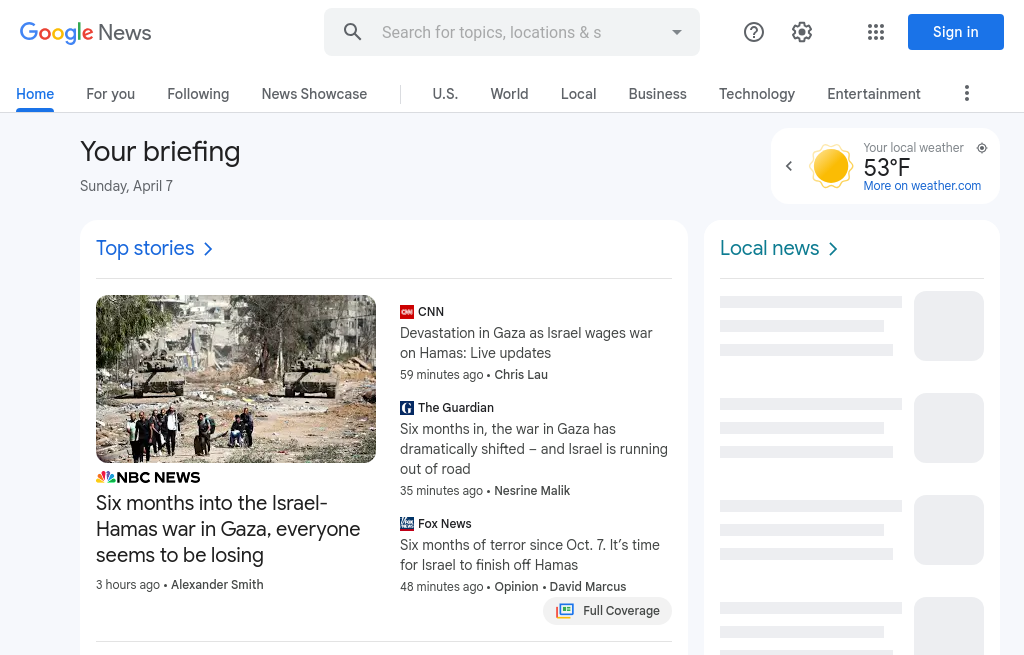 Google News
Search for topics, locations & s
Sign in
Home
For you
Following
News Showcase
U.S.
World
Local
Business
Technology
Entertainment
Your briefing
Sunday, April 7
Your local weather
53°F
More on weather.com
Top stories
NBC NEWS
Six months into the Israel-
Hamas war in Gaza, everyone
seems to be losing
3 hours ago • Alexander Smith
CNN
Devastation in Gaza as Israel wages war
on Hamas: Live updates
59 minutes ago • Chris Lau
The Guardian
Six months in, the war in Gaza has
dramatically shifted – and Israel is running
out of road
35 minutes ago • Nesrine Malik
Fox News
Six months of terror since Oct. 7. It’s time
for Israel to finish off Hamas
48 minutes ago • Opinion • David Marcus
Full Coverage
Local news